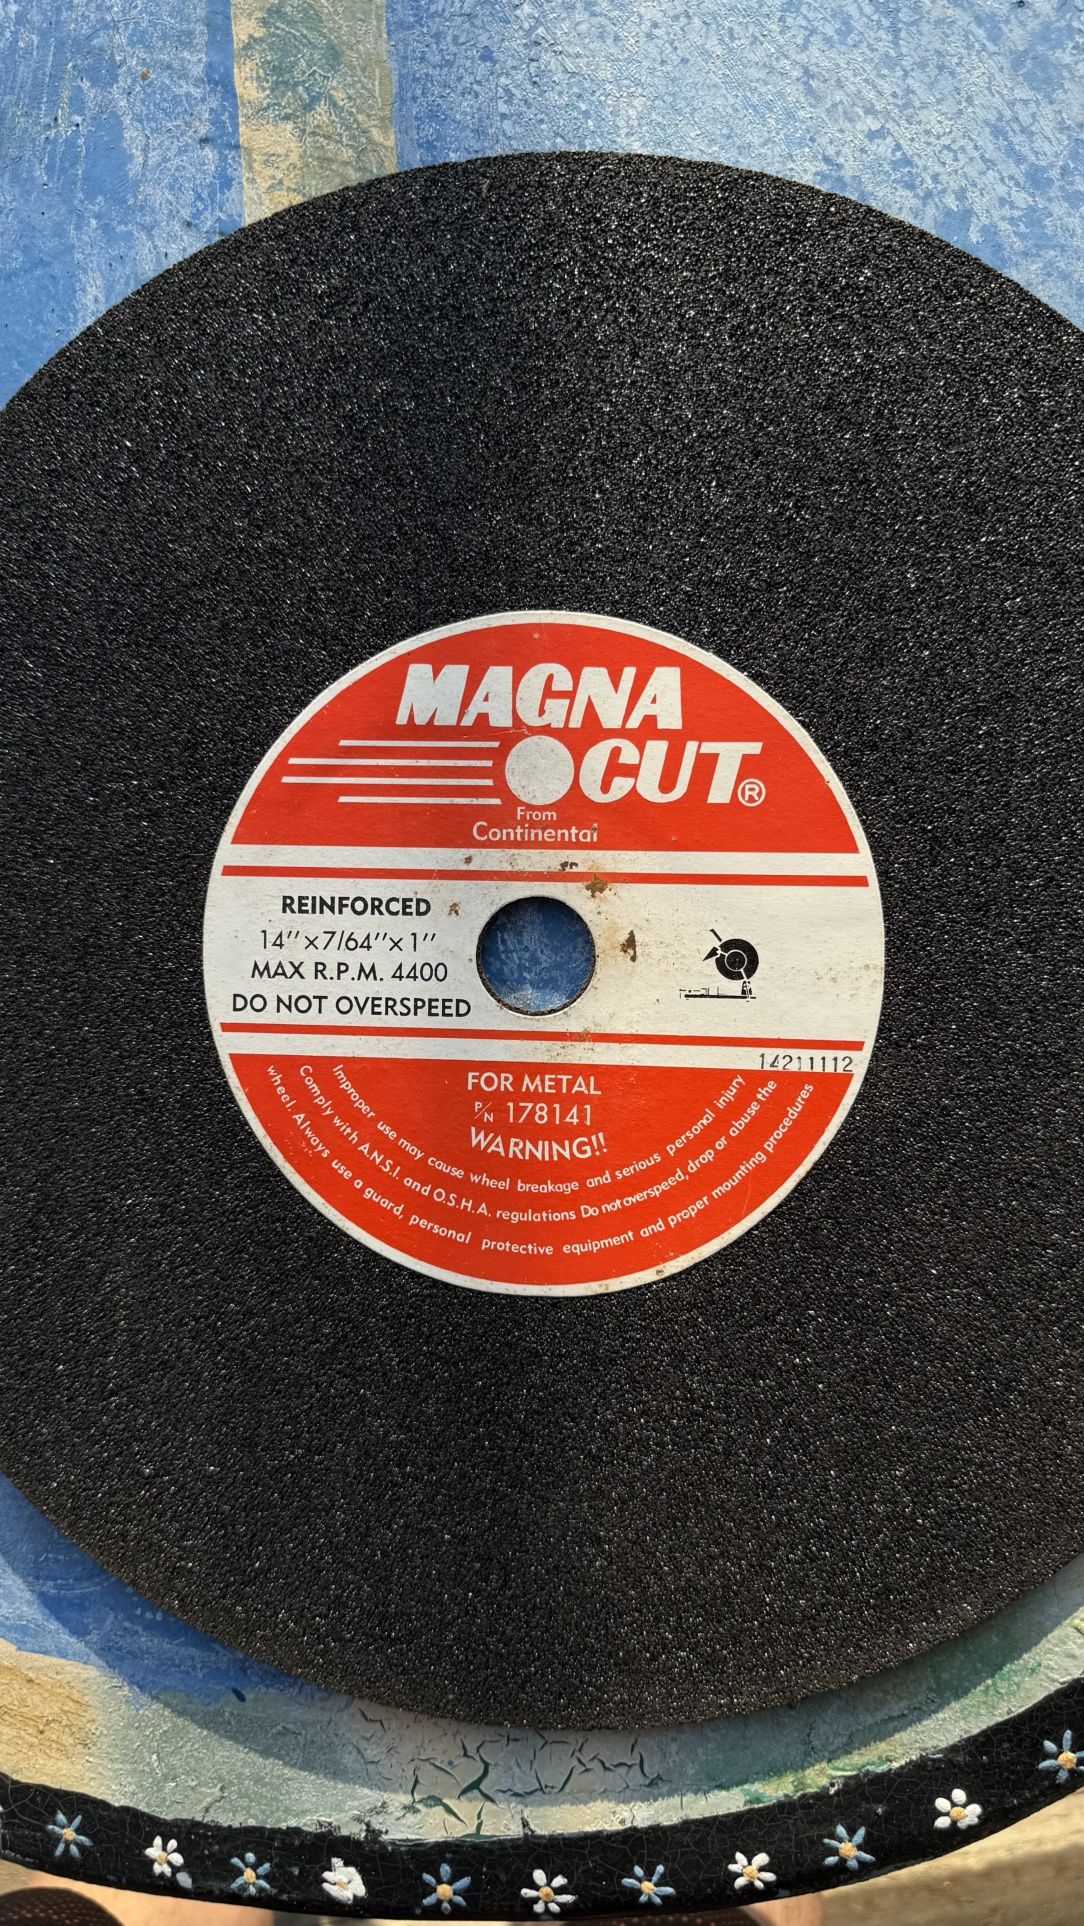 MAGNA
CUT®
From
Continental
REINFORCED
14″×7/64″×1″
MAX R.P.M. 4400
DO NOT OVERSPEED
14211112
FOR METAL
P/N 178141
WARNING!!
Improper use may cause wheel breakage and serious personal injury
Comply with A.N.S.I. and O.S.H.A. regulations Do not overspeed, drop or abuse the
wheel. Always use a guard, personal protective equipment and proper mounting procedures